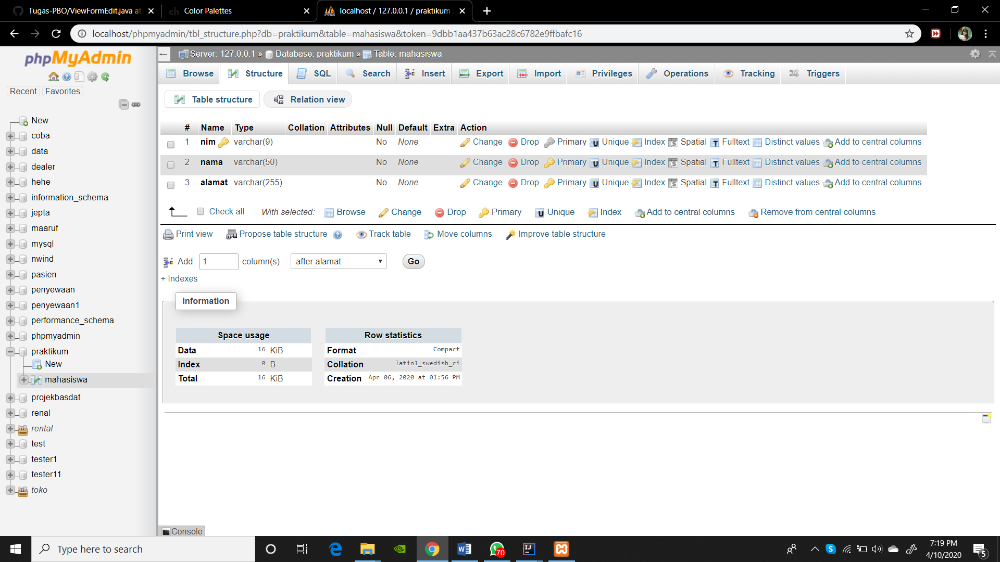 Tugas-PBO/ViewFormEdit.java at
Color Palettes
localhost / 127.0.0.1 / praktikum
localhost/phpmyadmin/tbl_structure.php?db=praktikum&table=mahasiswa&token=9dbb1aa437b63ac28c6782e9ffbafc16
phpMyAdmin
Recent Favorites
New
coba
data
dealer
hehe
information_schema
jepta
maaruf
mysql
nwind
pasien
penyewaan
penyewaan1
performance_schema
phpmyadmin
praktikum
New
mahasiswa
projekbasdat
renal
rental
test
tester1
tester11
toko
Server: 127.0.0.1 » Database: praktikum » Table: mahasiswa
Browse Structure SQL Search Insert Export Import Privileges Operations Tracking Triggers
Table structure Relation view
# Name Type Collation Attributes Null Default Extra Action
1 nim varchar(9) No None Change Drop Primary Unique Index Spatial Fulltext Distinct values Add to central columns
2 nama varchar(50) No None Change Drop Primary Unique Index Spatial Fulltext Distinct values Add to central columns
3 alamat varchar(255) No None Change Drop Primary Unique Index Spatial Fulltext Distinct values Add to central columns
Check all With selected: Browse Change Drop Primary Unique Index Add to central columns Remove from central columns
Print view Propose table structure Track table Move columns Improve table structure
Add 1 column(s) after alamat Go
+ Indexes
Information
Space usage
Data 16 KiB
Index 0 B
Total 16 KiB
Row statistics
Format Compact
Collation latin1_swedish_ci
Creation Apr 06, 2020 at 01:56 PM
Console
Type here to search
70
7:19 PM
4/10/2020
5